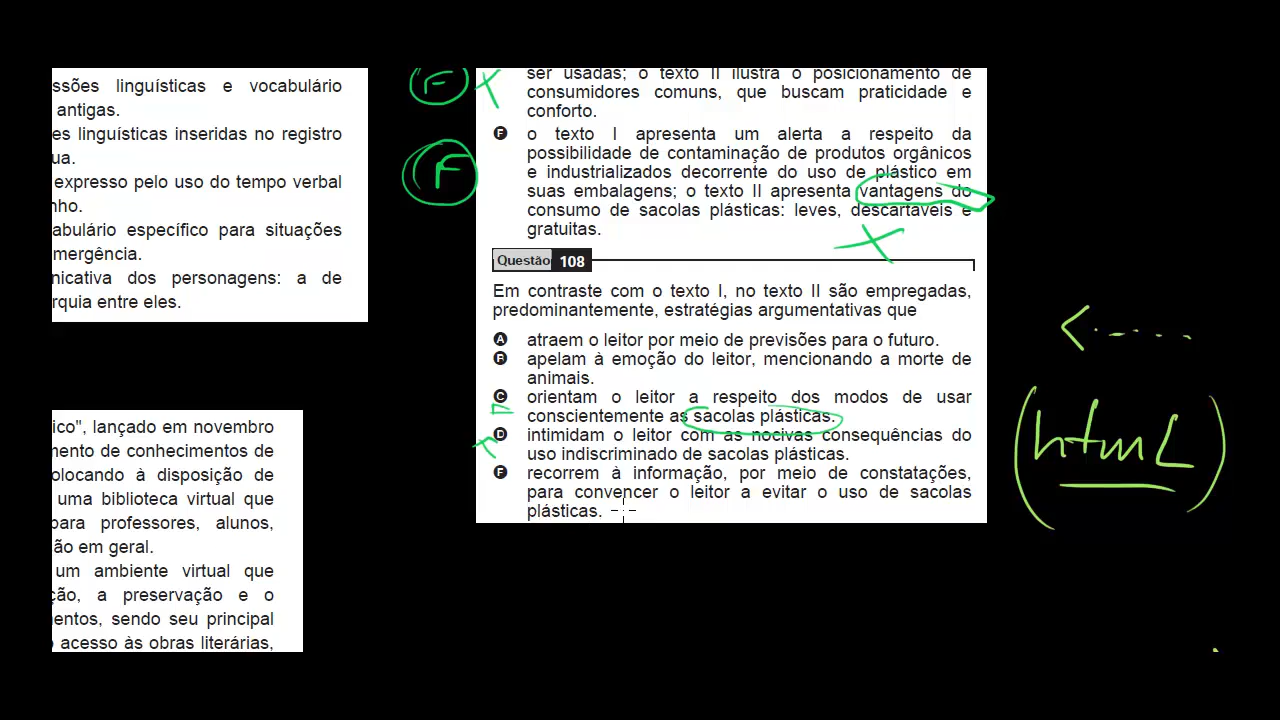 ssões linguísticas e vocabulário
antigas.
es linguísticas inseridas no registro
ua.
expresso pelo uso do tempo verbal
nho.
abulário específico para situações
mergência.
nicativa dos personagens: a de
rquia entre eles.
ico", lançado em novembro
mento de conhecimentos de
olocando à disposição de
uma biblioteca virtual que
para professores, alunos,
ão em geral.
um ambiente virtual que
ção, a preservação e o
entos, sendo seu principal
o acesso às obras literárias,
F X
F
ser usadas; o texto II ilustra o posicionamento de
consumidores comuns, que buscam praticidade e
conforto.
E o texto I apresenta um alerta a respeito da
possibilidade de contaminação de produtos orgânicos
e industrializados decorrente do uso de plástico em
suas embalagens; o texto II apresenta vantagens do
consumo de sacolas plásticas: leves, descartáveis e
gratuitas.
X
Questão 108
Em contraste com o texto I, no texto II são empregadas,
predominantemente, estratégias argumentativas que
A atraem o leitor por meio de previsões para o futuro.
B apelam à emoção do leitor, mencionando a morte de
animais.
C orientam o leitor a respeito dos modos de usar
conscientemente as sacolas plásticas.
D intimidam o leitor com as nocivas consequências do
uso indiscriminado de sacolas plásticas.
E recorrem à informação, por meio de constatações,
para convencer o leitor a evitar o uso de sacolas
plásticas.
<.....
(htmL)